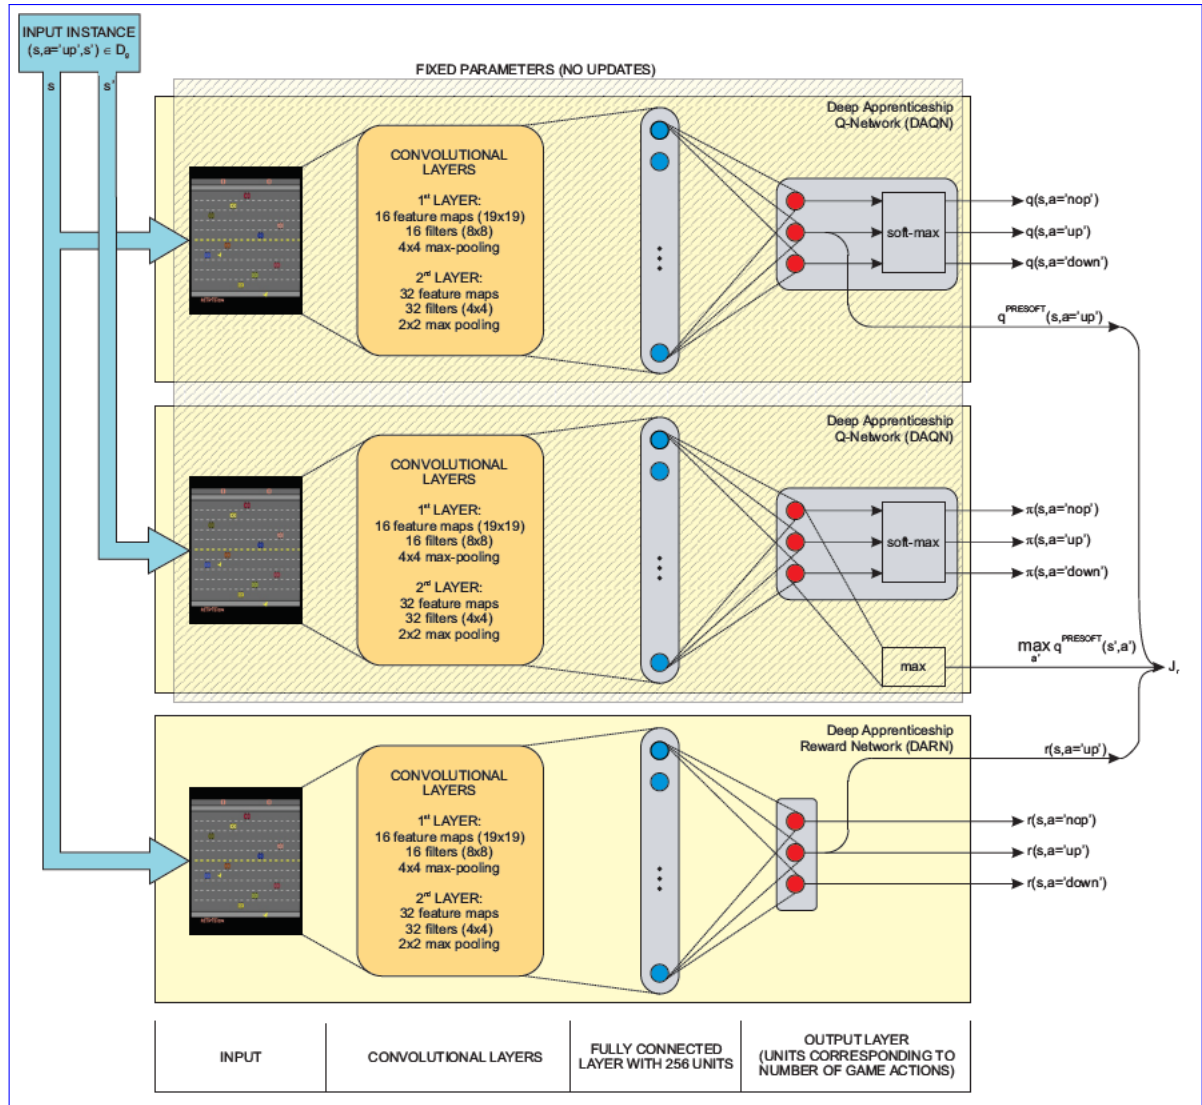 INPUT INSTANCE
(s,a='up',s') ∈ Dg
s
s'
FIXED PARAMETERS (NO UPDATES)
Deep Apprenticeship
Q-Network (DAQN)
CONVOLUTIONAL
LAYERS
1st LAYER:
16 feature maps (19x19)
16 filters (8x8)
4x4 max-pooling
2nd LAYER:
32 feature maps
32 filters (4x4)
2x2 max pooling
soft-max
q(s,a='nop')
q(s,a='up')
q(s,a='down')
qPRESOFT(s,a='up')
Deep Apprenticeship
Q-Network (DAQN)
CONVOLUTIONAL
LAYERS
1st LAYER:
16 feature maps (19x19)
16 filters (8x8)
4x4 max-pooling
2nd LAYER:
32 feature maps
32 filters (4x4)
2x2 max pooling
soft-max
π(s,a='nop')
π(s,a='up')
π(s,a='down')
max
max qPRESOFT(s',a')
a'
Jr
Deep Apprenticeship
Reward Network (DARN)
CONVOLUTIONAL
LAYERS
1st LAYER:
16 feature maps (19x19)
16 filters (8x8)
4x4 max-pooling
2nd LAYER:
32 feature maps
32 filters (4x4)
2x2 max pooling
r(s,a='up')
r(s,a='nop')
r(s,a='up')
r(s,a='down')
INPUT
CONVOLUTIONAL LAYERS
FULLY CONNECTED
LAYER WITH 256 UNITS
OUTPUT LAYER
(UNITS CORRESPONDING TO
NUMBER OF GAME ACTIONS)